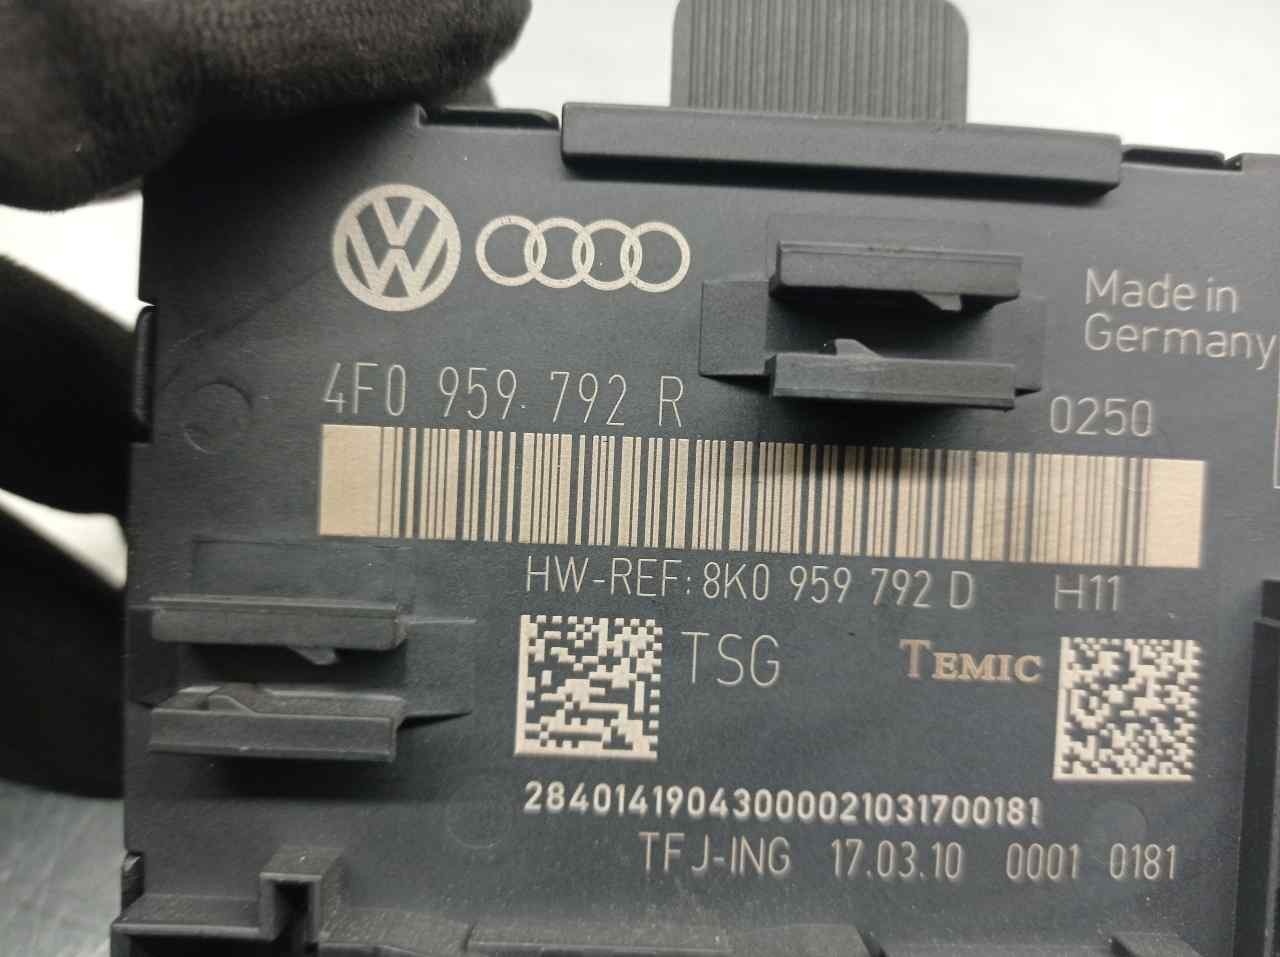 Made in
Germany
4F0 959 792 R
0250
HW-REF: 8K0 959 792 D H11
TSG TEMIC
28401419043000021031700181
TFJ-ING 17.03.10 0001 0181